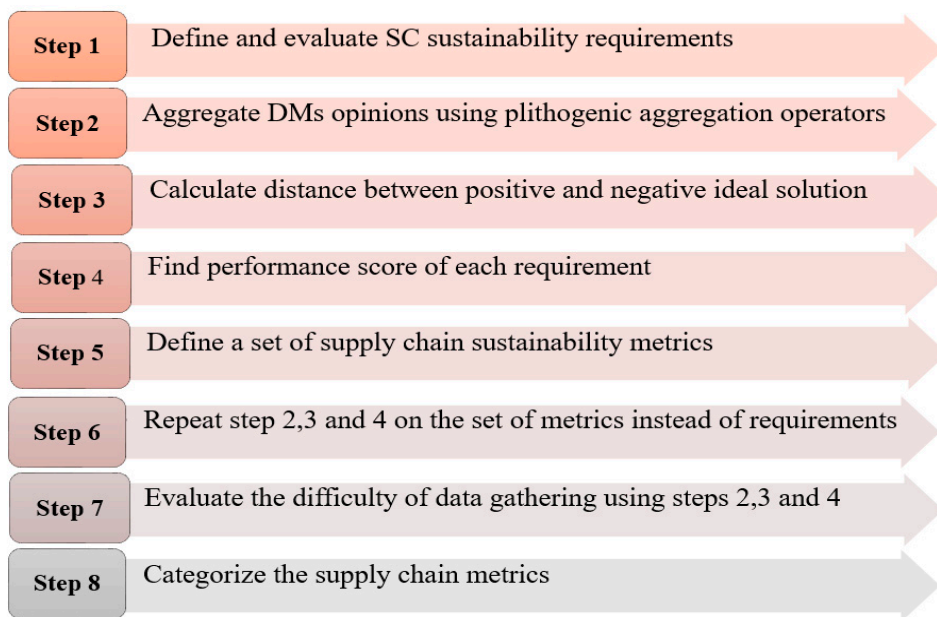 Step 1 Define and evaluate SC sustainability requirements
Step 2 Aggregate DMs opinions using plithogenic aggregation operators
Step 3 Calculate distance between positive and negative ideal solution
Step 4 Find performance score of each requirement
Step 5 Define a set of supply chain sustainability metrics
Step 6 Repeat step 2,3 and 4 on the set of metrics instead of requirements
Step 7 Evaluate the difficulty of data gathering using steps 2,3 and 4
Step 8 Categorize the supply chain metrics